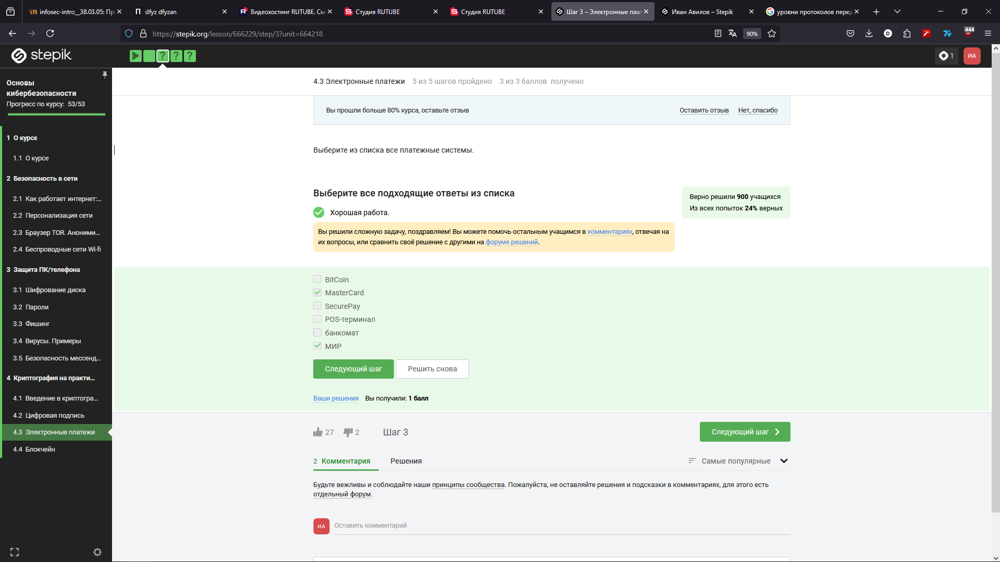 infosec-intro__38.03.05: Пр
dfyz dfyzan
Видеохостинг RUTUBE. См
Студия RUTUBE
Студия RUTUBE
Шаг 3 – Электронные плат
Иван Авилов – Stepik
уровни протоколов перед
https://stepik.org/lesson/666229/step/3?unit=664218
90%
444
stepik
1
ИА
Основы
кибербезопасности
Прогресс по курсу: 53/53
1 О курсе
1.1 О курсе
2 Безопасность в сети
2.1 Как работает интернет:...
2.2 Персонализация сети
2.3 Браузер TOR. Аноними...
2.4 Беспроводные сети Wi-fi
3 Защита ПК/телефона
3.1 Шифрование диска
3.2 Пароли
3.3 Фишинг
3.4 Вирусы. Примеры
3.5 Безопасность мессенд...
4 Криптография на практи...
4.1 Введение в криптогра...
4.2 Цифровая подпись
4.3 Электронные платежи
4.4 Блокчейн
4.3 Электронные платежи 5 из 5 шагов пройдено 3 из 3 баллов получено
Вы прошли больше 80% курса, оставьте отзыв
Оставить отзыв Нет, спасибо
Выберите из списка все платежные системы.
Выберите все подходящие ответы из списка
Верно решили 900 учащихся
Из всех попыток 24% верных
Хорошая работа.
Вы решили сложную задачу, поздравляем! Вы можете помочь остальным учащимся в комментариях, отвечая на
их вопросы, или сравнить своё решение с другими на форуме решений.
BitCoin
MasterCard
SecurePay
POS-терминал
банкомат
МИР
Следующий шаг
Решить снова
Ваши решения Вы получили: 1 балл
27 2 Шаг 3
Следующий шаг
2 Комментария Решения
Самые популярные
Будьте вежливы и соблюдайте наши принципы сообщества. Пожалуйста, не оставляйте решения и подсказки в комментариях, для этого есть
отдельный форум.
ИА
Оставить комментарий